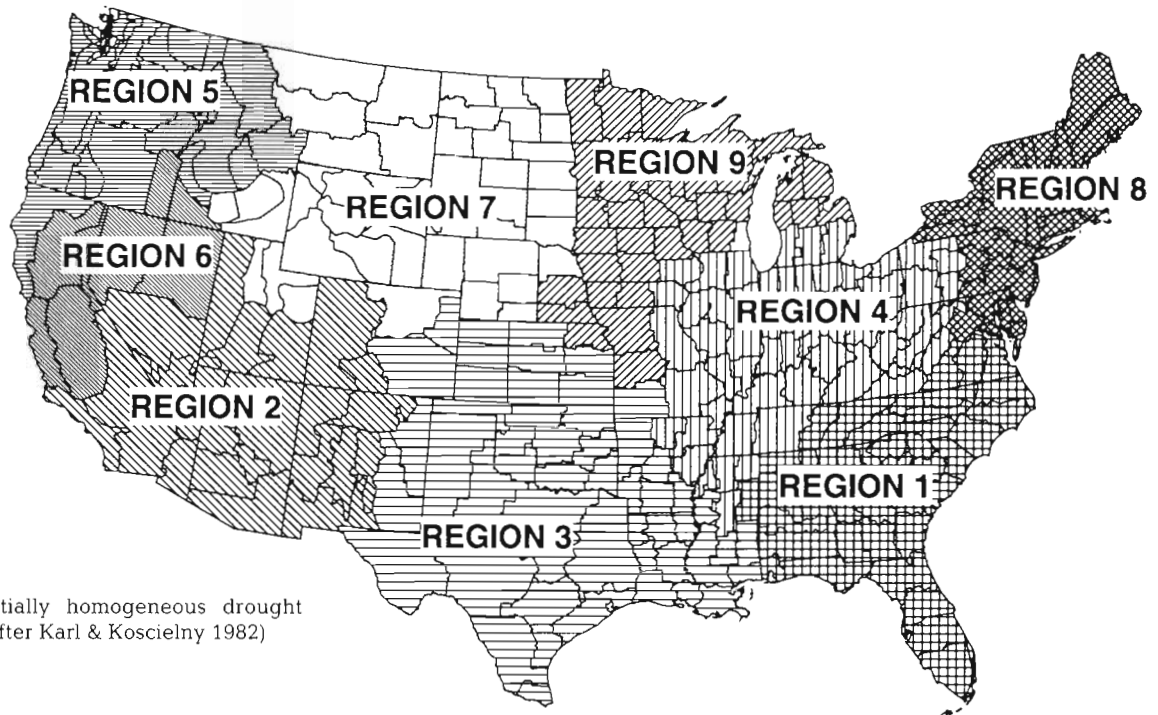 REGION 5
REGION 9
REGION 8
REGION 7
REGION 6
REGION 4
REGION 2
REGION 1
REGION 3
tially homogeneous drought
fter Karl & Koscielny 1982)